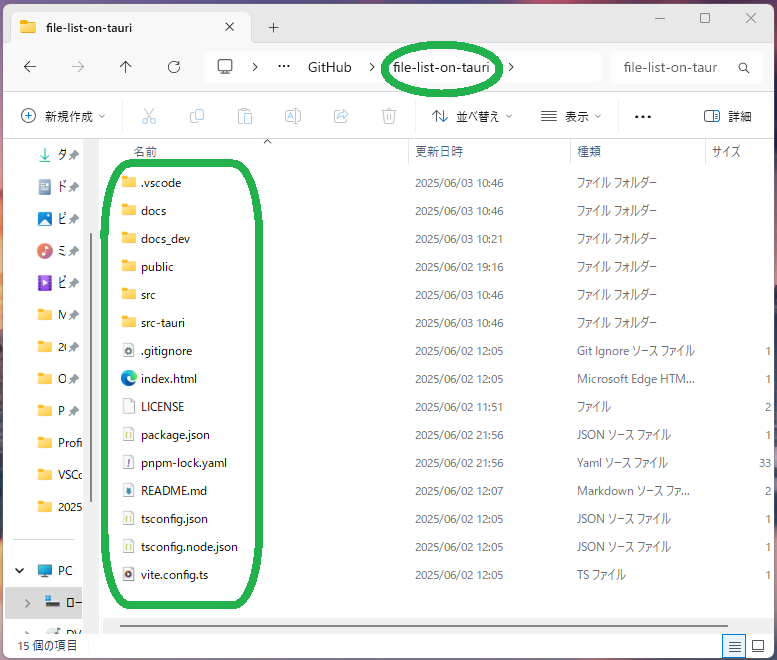 file-list-on-tauri
GitHub file-list-on-tauri file-list-on-taur
新規作成 並べ替え 表示 詳細
名前 更新日時 種類 サイズ
.vscode 2025/06/03 10:46 ファイル フォルダー
docs 2025/06/03 10:46 ファイル フォルダー
docs_dev 2025/06/03 10:21 ファイル フォルダー
public 2025/06/02 19:16 ファイル フォルダー
src 2025/06/03 10:46 ファイル フォルダー
src-tauri 2025/06/03 10:46 ファイル フォルダー
.gitignore 2025/06/02 12:05 Git Ignore ソース ファイル 1
index.html 2025/06/02 12:05 Microsoft Edge HTM... 1
LICENSE 2025/06/02 11:51 ファイル 2
package.json 2025/06/02 21:56 JSON ソース ファイル 1
pnpm-lock.yaml 2025/06/02 21:56 Yaml ソース ファイル 33
README.md 2025/06/02 12:07 Markdown ソース ファ... 2
tsconfig.json 2025/06/02 12:05 JSON ソース ファイル 1
tsconfig.node.json 2025/06/02 12:05 JSON ソース ファイル 1
vite.config.ts 2025/06/02 12:05 TS ファイル 1
ダ
ド
ピ
ミ
ビ
M
20
O
P
Profi
VSCo
2025
PC
ロー
DV
15 個の項目